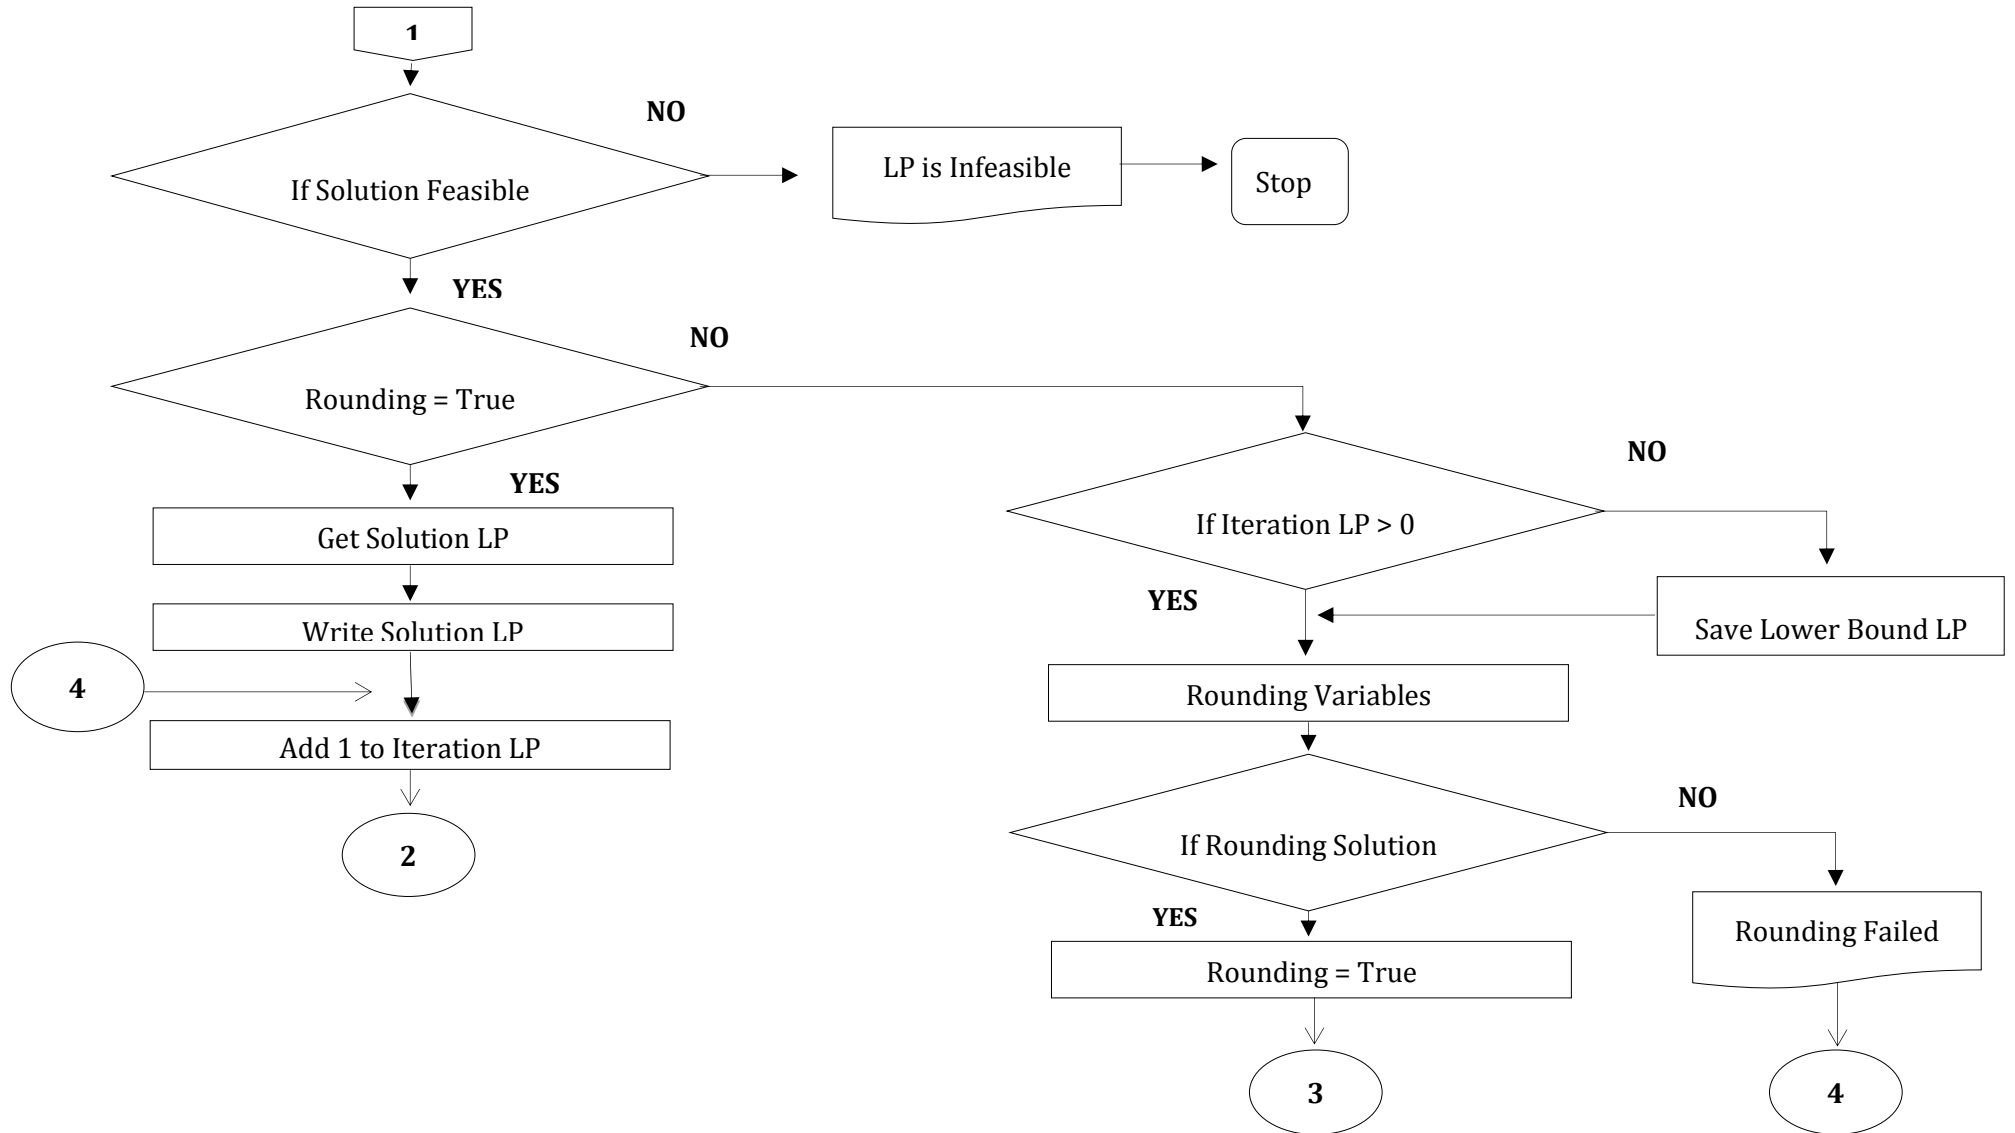 1
NO
If Solution Feasible
LP is Infeasible
Stop
YES
NO
Rounding = True
YES
NO
If Iteration LP > 0
Get Solution LP
YES
Write Solution LP
Save Lower Bound LP
4
Rounding Variables
Add 1 to Iteration LP
NO
2
If Rounding Solution
YES
Rounding Failed
Rounding = True
3
4